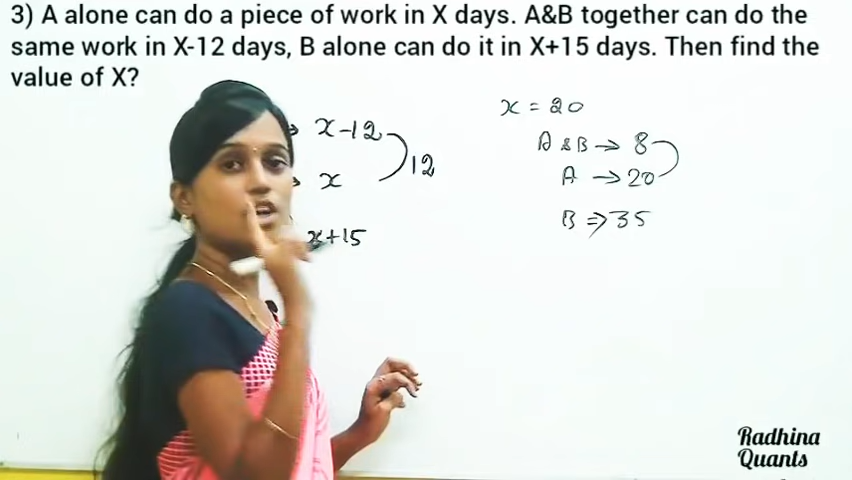 3) A alone can do a piece of work in X days. A&B together can do the
same work in X-12 days, B alone can do it in X+15 days. Then find the
value of X?
x = 20
x-12
12
A & B → 8
x
A → 20
x+15
B ⇒ 35
Radhina
Quants